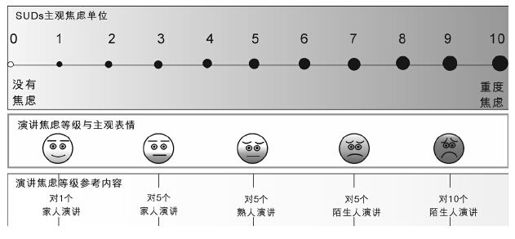 SUDs主观焦虑单位
0 1 2 3 4 5 6 7 8 9 10
没有
焦虑
重度
焦虑
演讲焦虑等级与主观表情
演讲焦虑等级参考内容
对1个
家人演讲
对5个
家人演讲
对5个
熟人演讲
对5个
陌生人演讲
对10个
陌生人演讲